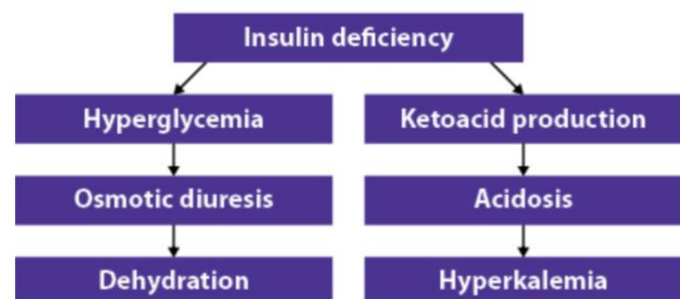 Insulin deficiency
Hyperglycemia
Ketoacid production
Osmotic diuresis
Acidosis
Dehydration
Hyperkalemia